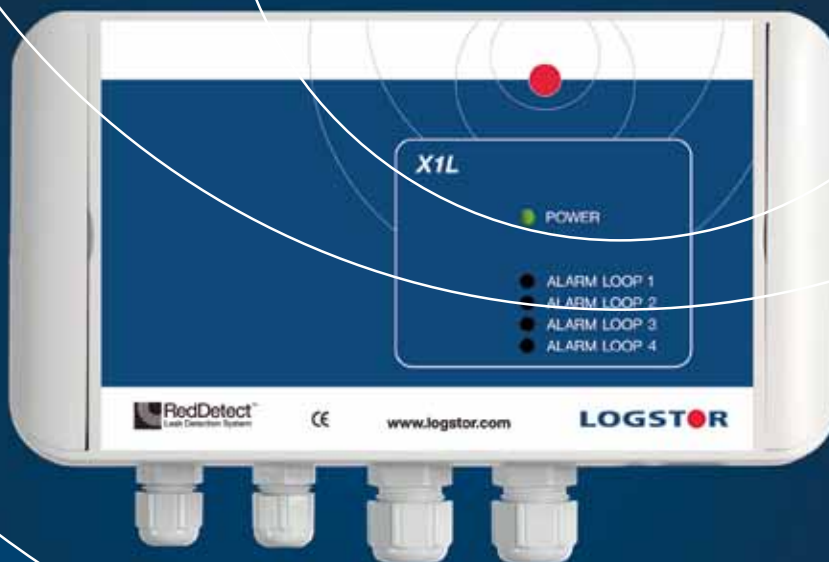 X1L
POWER
ALARM LOOP 1
ALARM LOOP 2
ALARM LOOP 3
ALARM LOOP 4
RedDetect™
Leak Detection System
CE
www.logstor.com
LOGSTOR